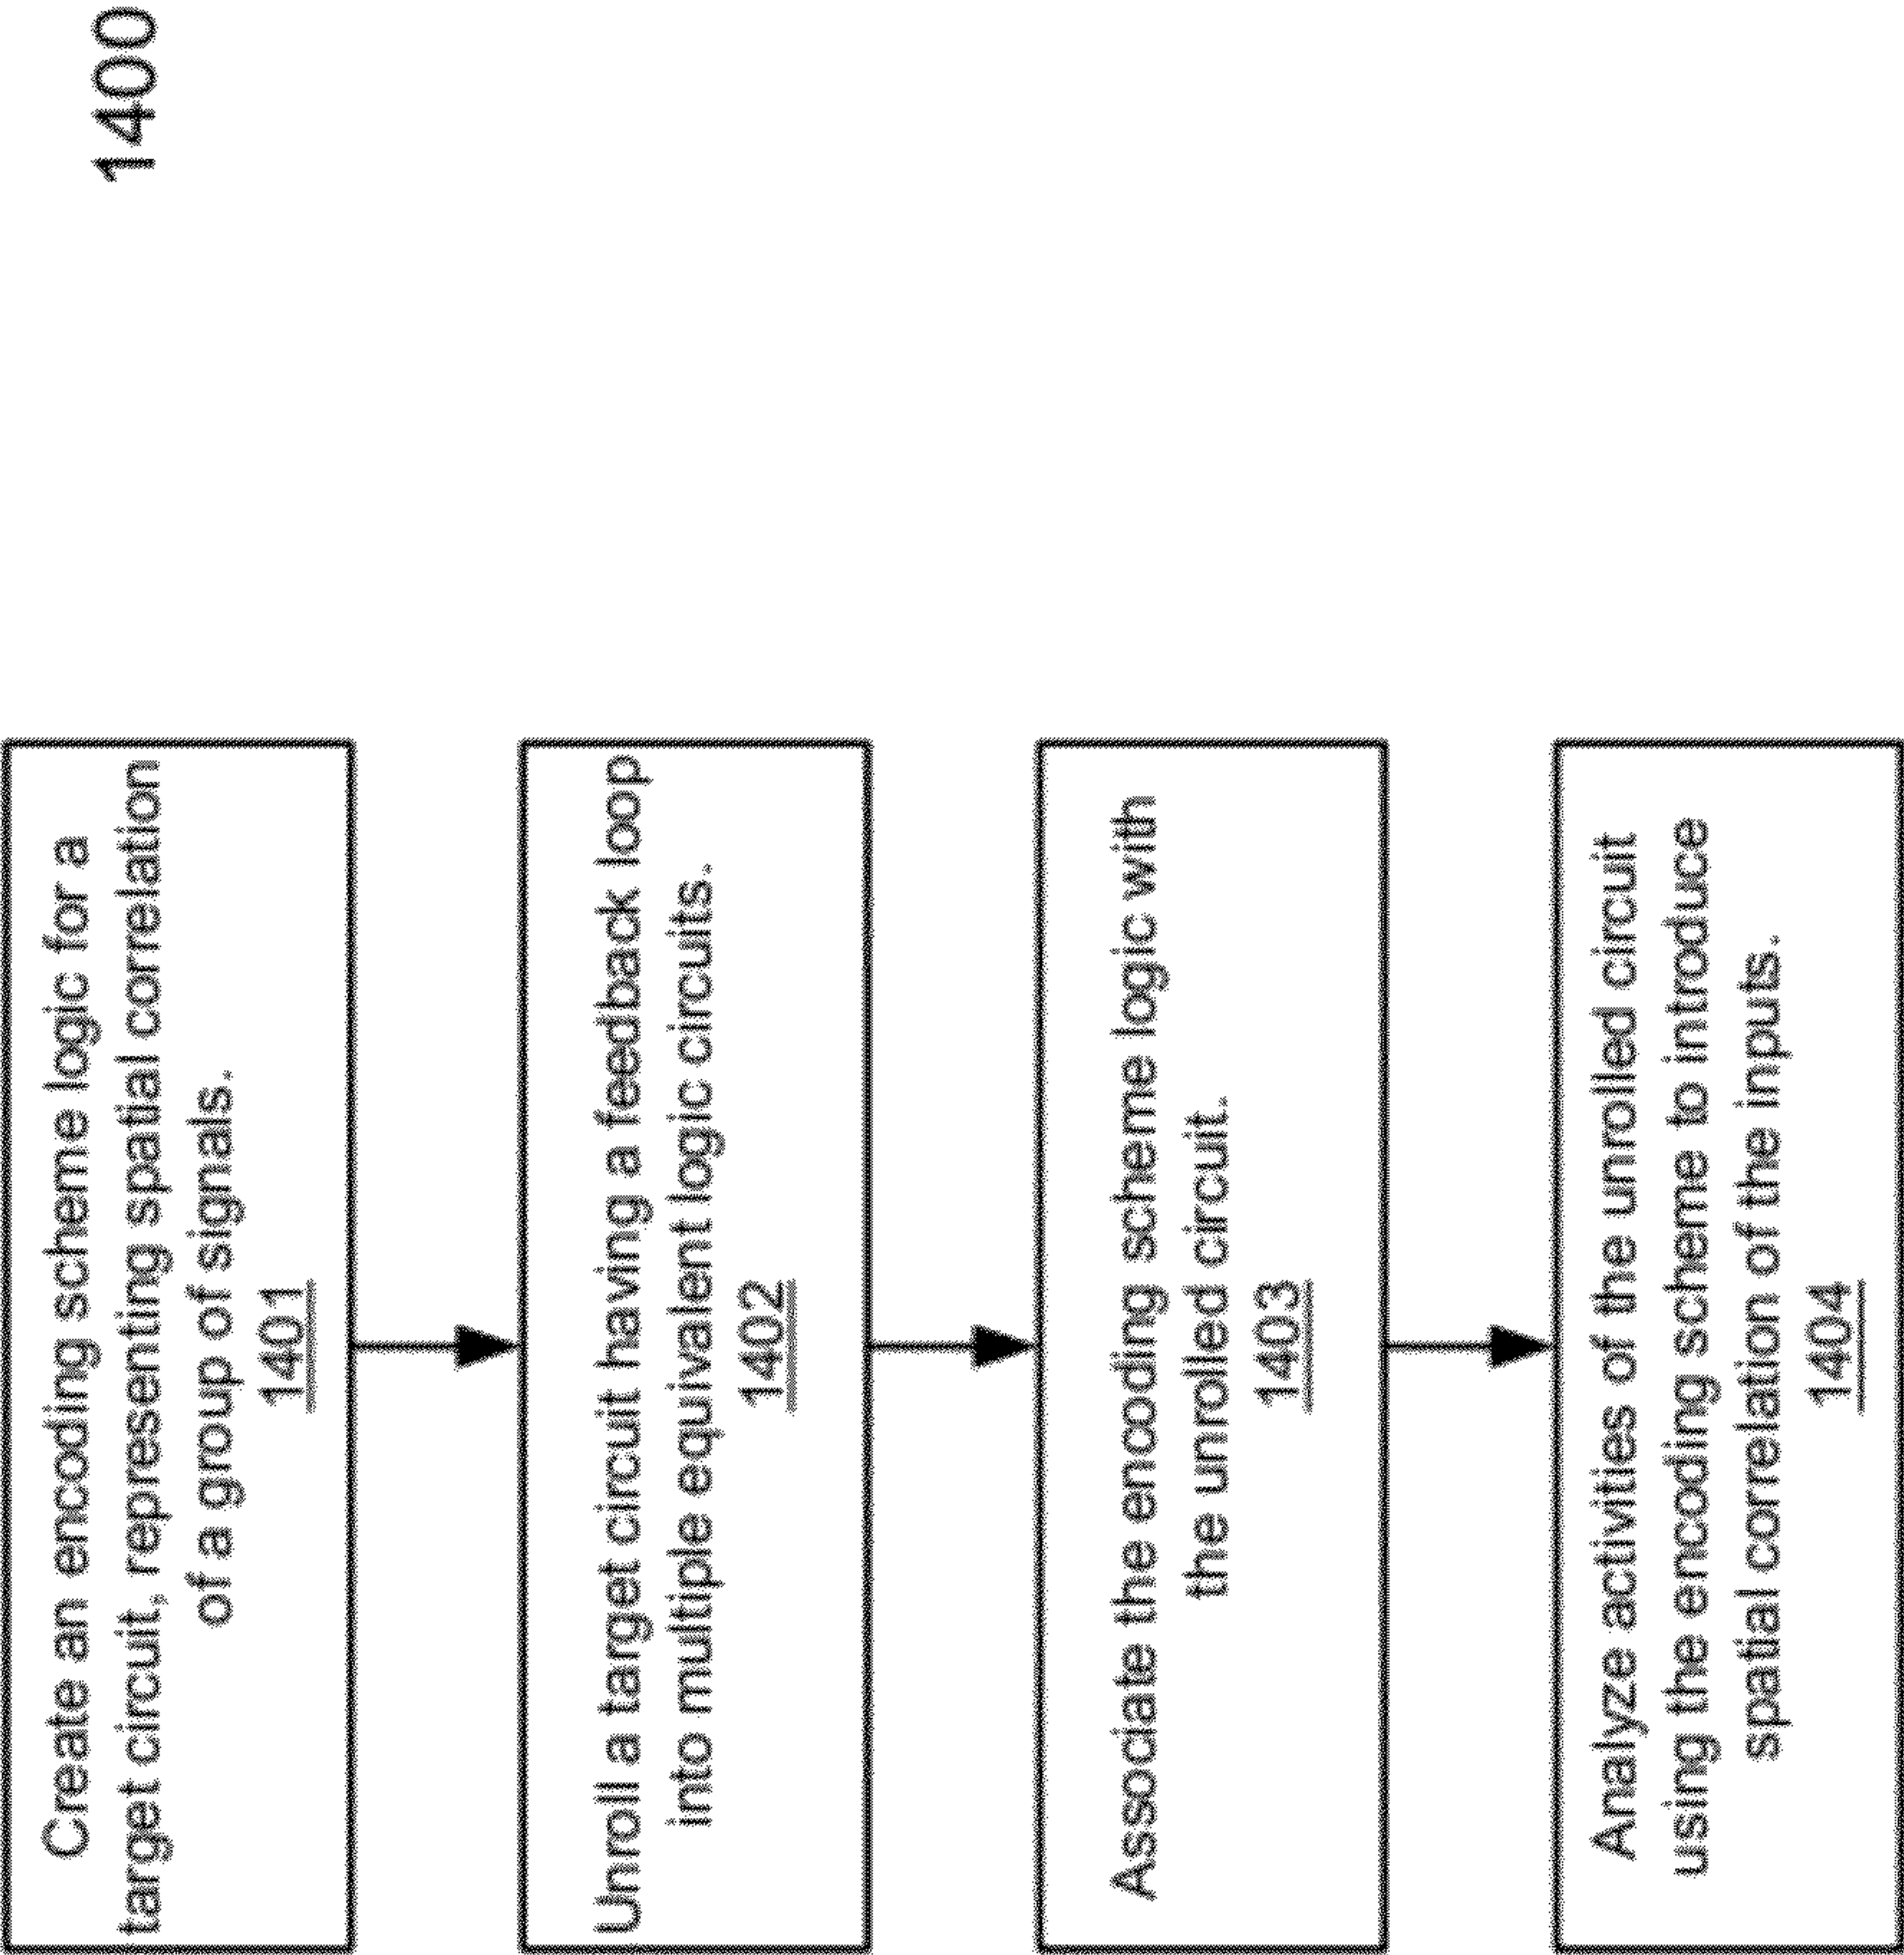 1400
Create an encoding scheme logic for a
target circuit, representing spatial correlation
of a group of signals.
1401
Unroll a target circuit having a feedback loop
into multiple equivalent logic circuits.
1402
Associate the encoding scheme logic with
the unrolled circuit.
1403
Analyze activities of the unrolled circuit
using the encoding scheme to introduce
spatial correlation of the inputs.
1404